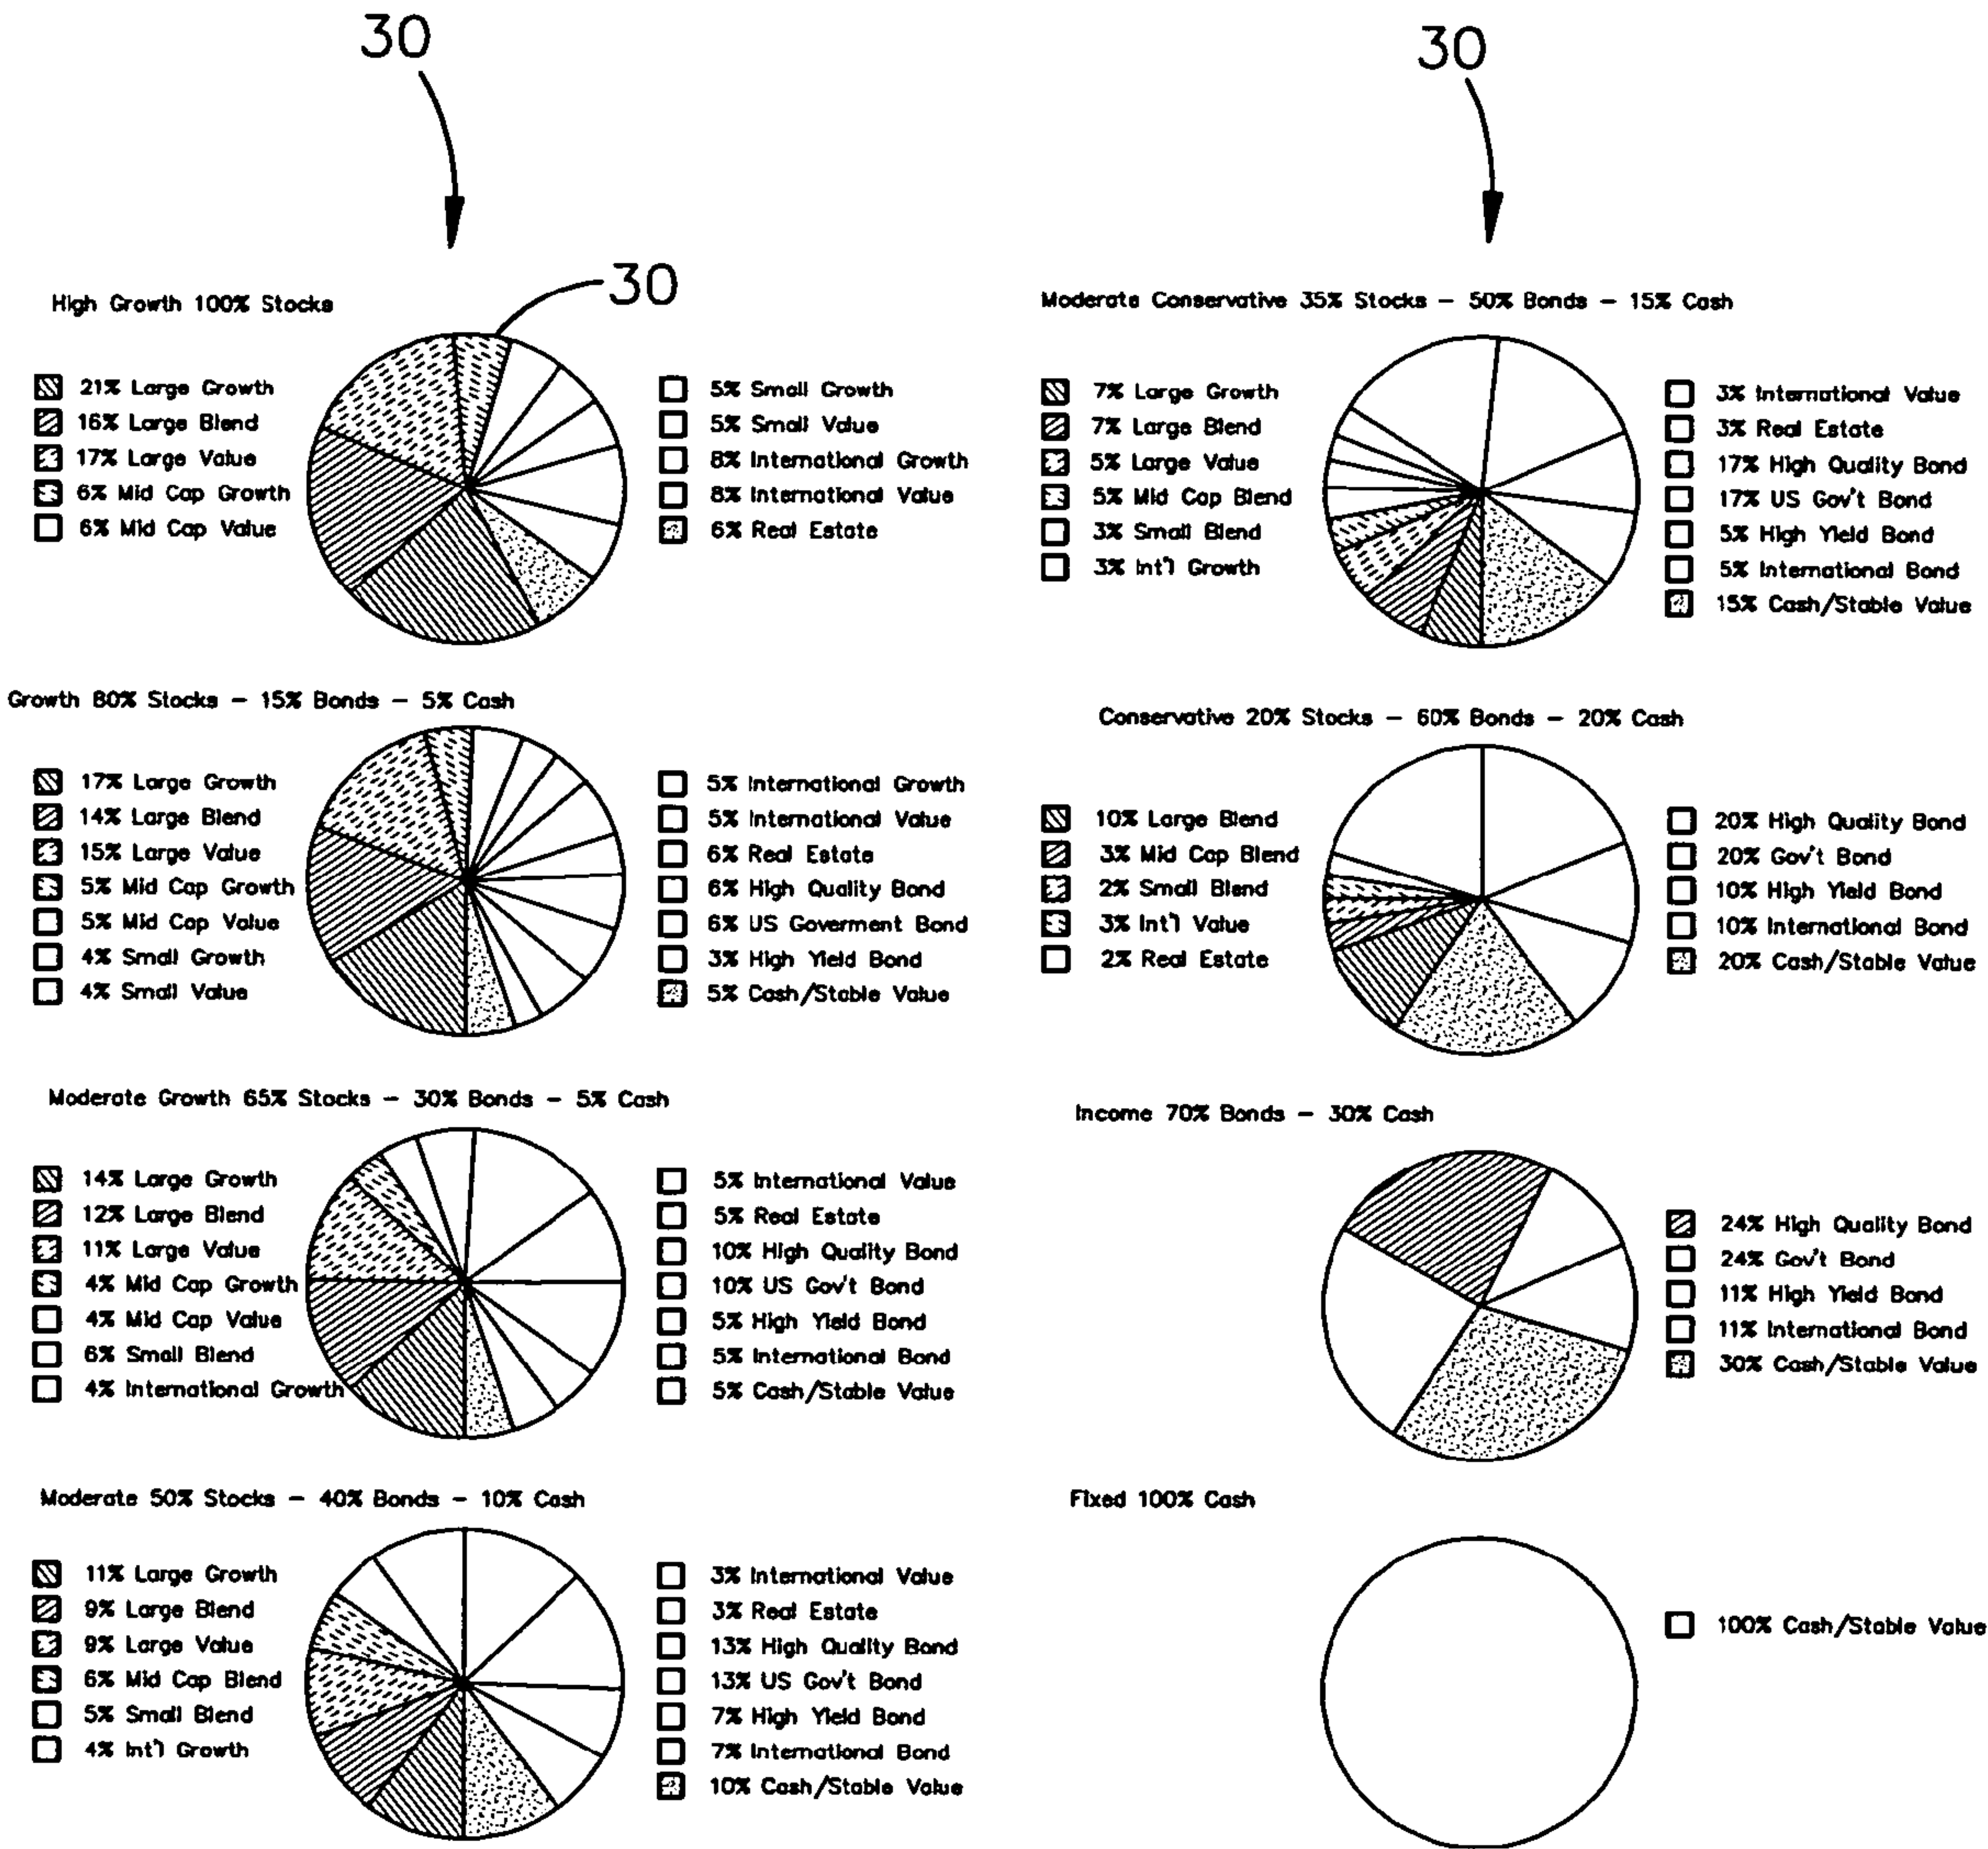 30
30
30
High Growth 100% Stocks
21% Large Growth
16% Large Blend
17% Large Value
6% Mid Cap Growth
6% Mid Cap Value
5% Small Growth
5% Small Value
8% International Growth
8% International Value
6% Real Estate
Growth 80% Stocks – 15% Bonds – 5% Cash
17% Large Growth
14% Large Blend
15% Large Value
5% Mid Cap Growth
5% Mid Cap Value
4% Small Growth
4% Small Value
5% International Growth
5% International Value
6% Real Estate
6% High Quality Bond
6% US Goverment Bond
3% High Yield Bond
5% Cash/Stable Value
Moderate Growth 65% Stocks – 30% Bonds – 5% Cash
14% Large Growth
12% Large Blend
11% Large Value
4% Mid Cap Growth
4% Mid Cap Value
6% Small Blend
4% International Growth
5% International Value
5% Real Estate
10% High Quality Bond
10% US Gov't Bond
5% High Yield Bond
5% International Bond
5% Cash/Stable Value
Moderate 50% Stocks – 40% Bonds – 10% Cash
11% Large Growth
9% Large Blend
9% Large Value
6% Mid Cap Blend
5% Small Blend
4% Int'l Growth
3% International Value
3% Real Estate
13% High Quality Bond
13% US Gov't Bond
7% High Yield Bond
7% International Bond
10% Cash/Stable Value
Moderate Conservative 35% Stocks – 50% Bonds – 15% Cash
7% Large Growth
7% Large Blend
5% Large Value
5% Mid Cap Blend
3% Small Blend
3% Int'l Growth
3% International Value
3% Real Estate
17% High Quality Bond
17% US Gov't Bond
5% High Yield Bond
5% International Bond
15% Cash/Stable Value
Conservative 20% Stocks – 60% Bonds – 20% Cash
10% Large Blend
3% Mid Cap Blend
2% Small Blend
3% Int'l Value
2% Real Estate
20% High Quality Bond
20% Gov't Bond
10% High Yield Bond
10% International Bond
20% Cash/Stable Value
Income 70% Bonds – 30% Cash
24% High Quality Bond
24% Gov't Bond
11% High Yield Bond
11% International Bond
30% Cash/Stable Value
Fixed 100% Cash
100% Cash/Stable Value